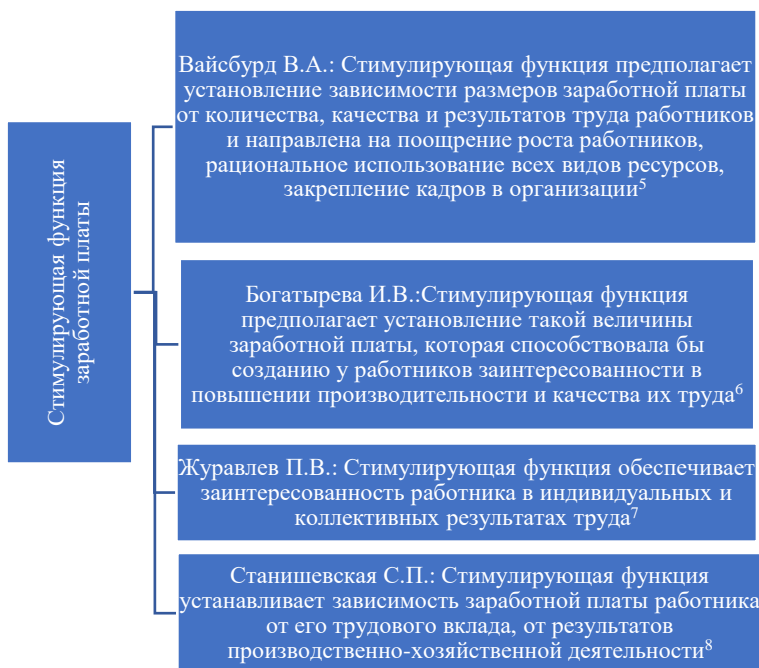 Стимулирующая функция
заработной платы
Вайсбурд В.А.: Стимулирующая функция предполагает
установление зависимости размеров заработной платы
от количества, качества и результатов труда работников
и направлена на поощрение роста работников,
рациональное использование всех видов ресурсов,
закрепление кадров в организации⁵
Богатырева И.В.:Стимулирующая функция
предполагает установление такой величины
заработной платы, которая способствовала бы
созданию у работников заинтересованности в
повышении производительности и качества их труда⁶
Журавлев П.В.: Стимулирующая функция обеспечивает
заинтересованность работника в индивидуальных и
коллективных результатах труда⁷
Станишевская С.П.: Стимулирующая функция
устанавливает зависимость заработной платы работника
от его трудового вклада, от результатов
производственно-хозяйственной деятельности⁸